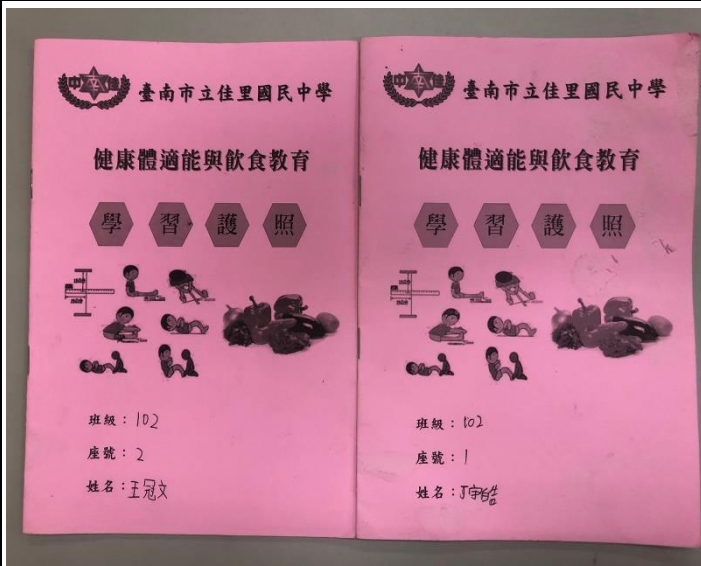 臺南市立佳里國民中學
健康體適能與飲食教育
學習護照
班級：102
座號：2
姓名：王冠文
臺南市立佳里國民中學
健康體適能與飲食教育
學習護照
班級：102
座號：1
姓名：丁宇皓